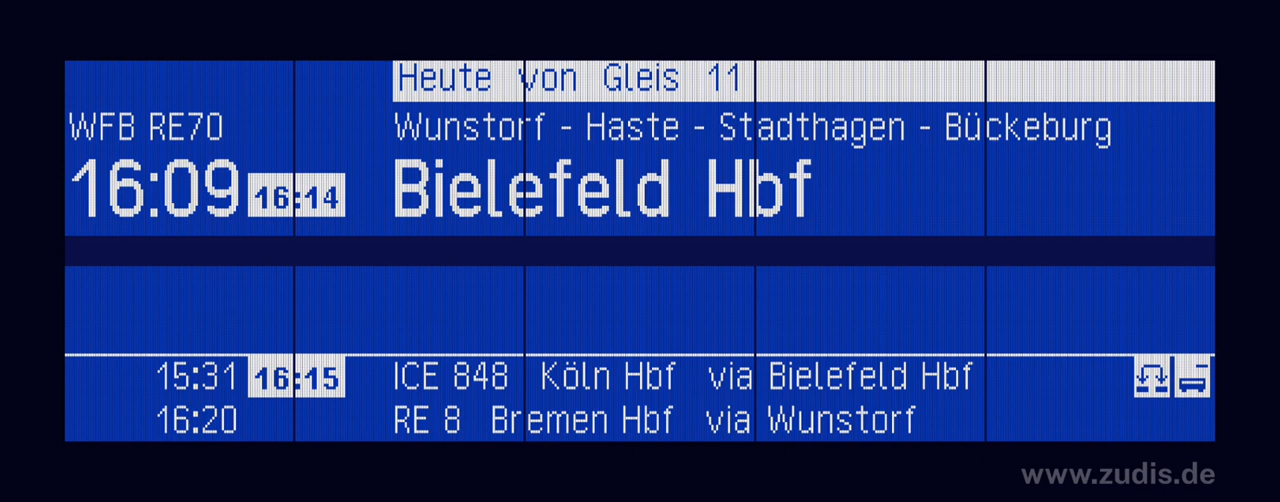 Heute von Gleis 11
WFB RE70 Wunstorf - Haste - Stadthagen - Bückeburg
16:09 16:14 Bielefeld Hbf
15:31 16:15 ICE 848 Köln Hbf via Bielefeld Hbf
16:20 RE 8 Bremen Hbf via Wunstorf
www.zudis.de